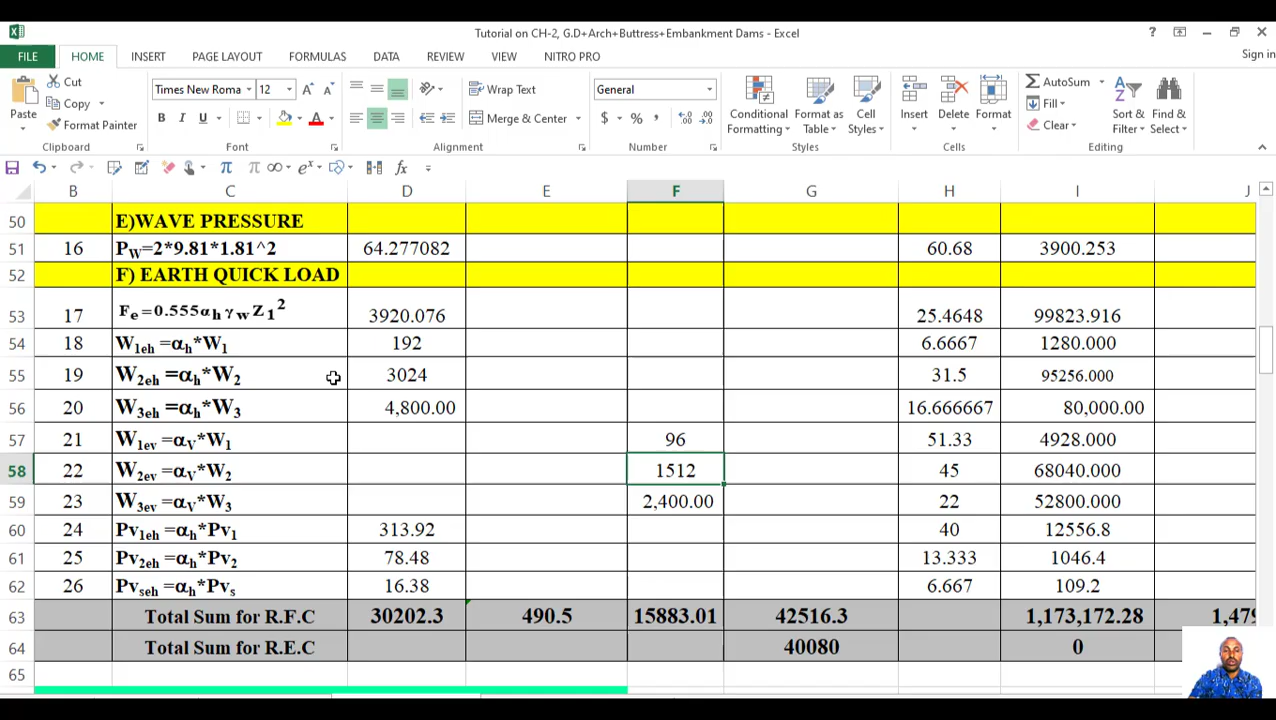 Tutorial on CH-2, G.D+Arch+Buttress+Embankment Dams - Excel
?
FILE HOME INSERT PAGE LAYOUT FORMULAS DATA REVIEW VIEW NITRO PRO Sign in
Paste Cut Copy Format Painter Clipboard
Times New Roma 12 B I U A Font
Wrap Text Merge & Center Alignment
General $ % , Number
Conditional Formatting Format as Table Cell Styles Styles
Insert Delete Format Cells
AutoSum Fill Clear Sort & Filter Find & Select Editing
B C D E F G H I J
50 E)WAVE PRESSURE
51 16 PW=2*9.81*1.81^2 64.277082 60.68 3900.253
52 F) EARTH QUICK LOAD
53 17 Fe=0.555αhγwZ1² 3920.076 25.4648 99823.916
54 18 W1eh =αh*W1 192 6.6667 1280.000
55 19 W2eh =αh*W2 3024 31.5 95256.000
56 20 W3eh =αh*W3 4,800.00 16.666667 80,000.00
57 21 W1ev =αV*W1 96 51.33 4928.000
58 22 W2ev =αV*W2 1512 45 68040.000
59 23 W3ev =αV*W3 2,400.00 22 52800.000
60 24 Pv1eh =αh*Pv1 313.92 40 12556.8
61 25 Pv2eh =αh*Pv2 78.48 13.333 1046.4
62 26 Pvseh =αh*Pvs 16.38 6.667 109.2
63 Total Sum for R.F.C 30202.3 490.5 15883.01 42516.3 1,173,172.28
64 Total Sum for R.E.C 40080 0
65